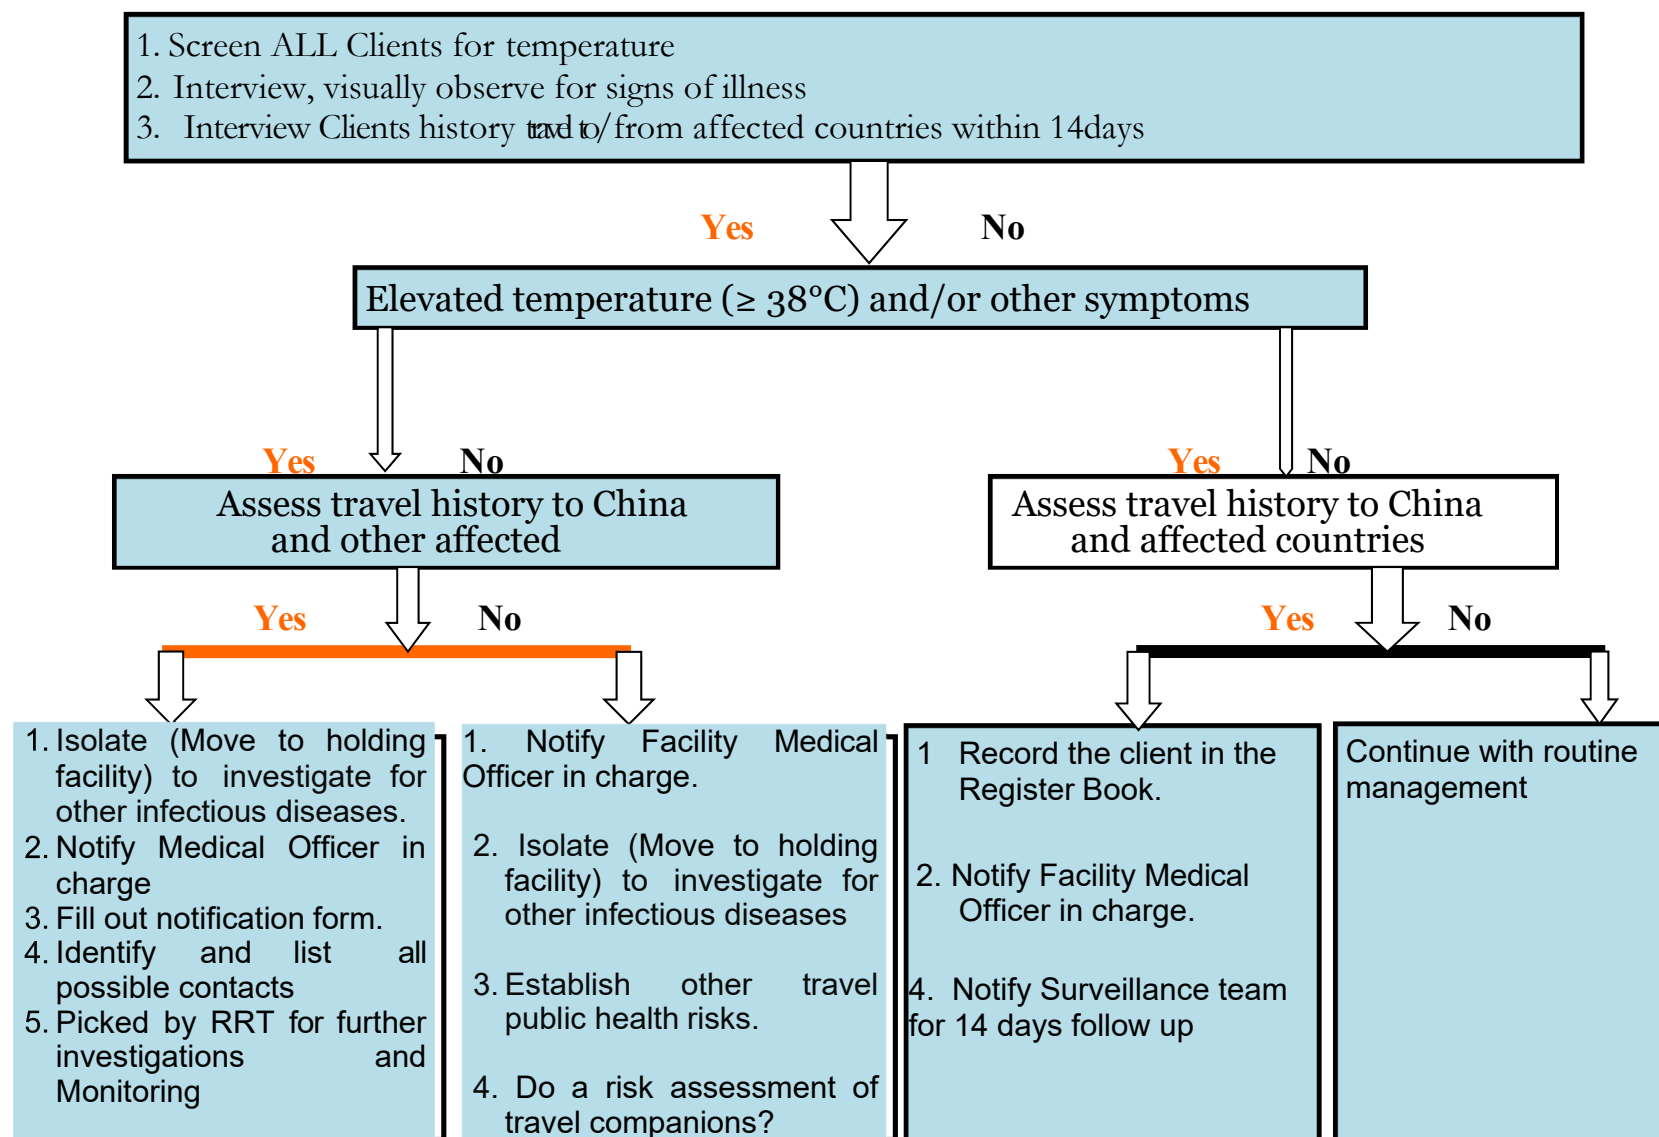 1. Screen ALL Clients for temperature
2. Interview, visually observe for signs of illness
3. Interview Clients history to/from affected countries within 14days
Yes No
Elevated temperature (≥ 38°C) and/or other symptoms
Yes No
Yes No
Assess travel history to China
and other affected
Assess travel history to China
and affected countries
Yes No
Yes No
1. Isolate (Move to holding
facility) to investigate for
other infectious diseases.
2. Notify Medical Officer in
charge
3. Fill out notification form.
4. Identify and list all
possible contacts
5. Picked by RRT for further
investigations and
Monitoring
1. Notify Facility Medical
Officer in charge.
2. Isolate (Move to holding
facility) to investigate for
other infectious diseases
3. Establish other travel
public health risks.
4. Do a risk assessment of
travel companions?
1 Record the client in the
Register Book.
2. Notify Facility Medical
Officer in charge.
4. Notify Surveillance team
for 14 days follow up
Continue with routine
management